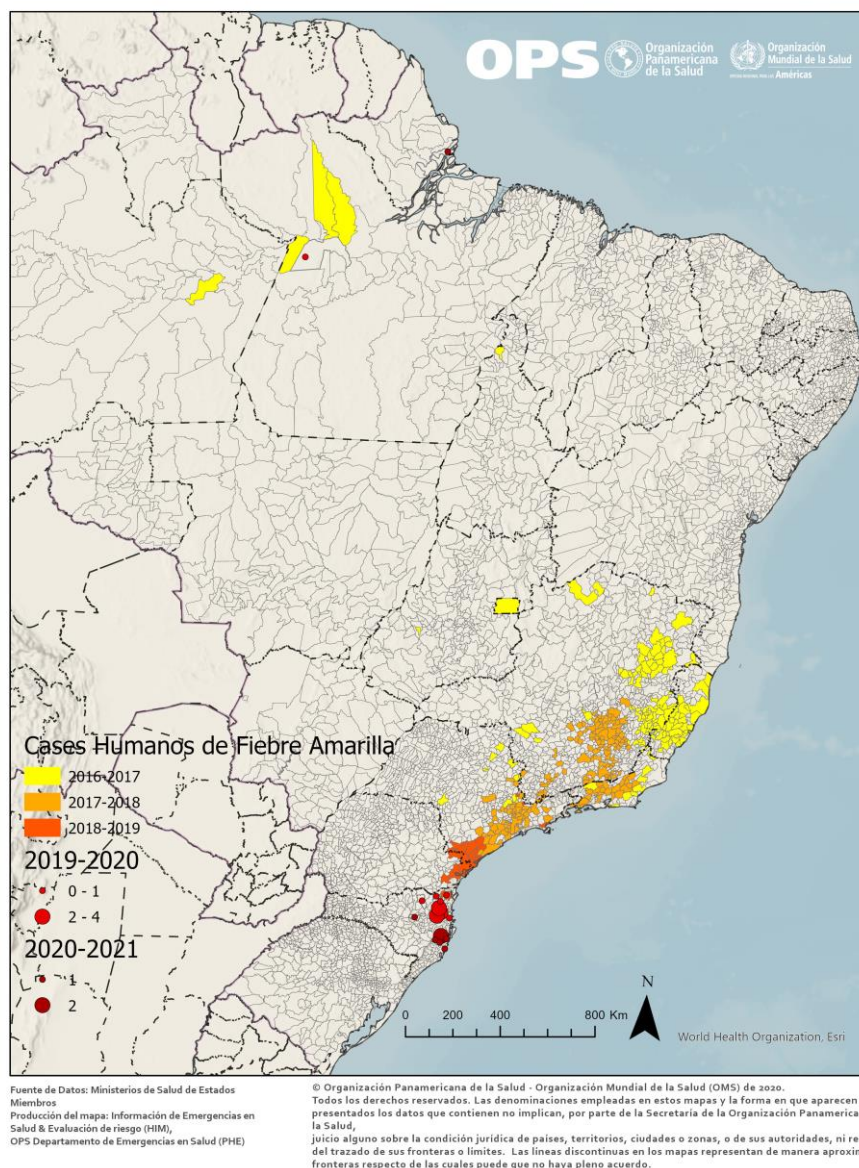 OPS
Organización
Panamericana
de la Salud
Organización
Mundial de la Salud
Américas
Cases Humanos de Fiebre Amarilla
2016-2017
2017-2018
2018-2019
2019-2020
0 - 1
2 - 4
2020-2021
1
2
N
0 200 400 800 Km
World Health Organization, Esri
Fuente de Datos: Ministerios de Salud de Estados
Miembros
Producción del mapa: Información de Emergencias en
Salud & Evaluación de riesgo (HIM),
OPS Departamento de Emergencias en Salud (PHE)
© Organización Panamericana de la Salud - Organización Mundial de la Salud (OMS) de 2020.
Todos los derechos reservados. Las denominaciones empleadas en estos mapas y la forma en que aparecen
presentados los datos que contienen no implican, por parte de la Secretaría de la Organización Panamerica
la Salud,
juicio alguno sobre la condición jurídica de países, territorios, ciudades o zonas, o de sus autoridades, ni re
del trazado de sus fronteras o límites. Las líneas discontinuas en los mapas representan de manera aproxi
fronteras respecto de las cuales puede que no haya pleno acuerdo.